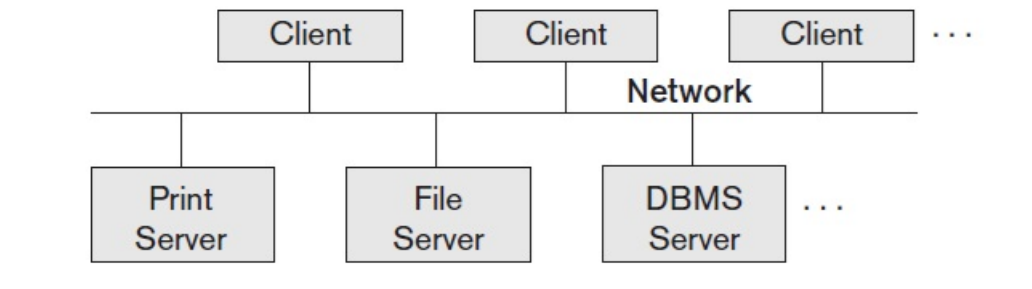 Client
Client
Client
. . .
Network
Print
Server
File
Server
DBMS
Server
. . .